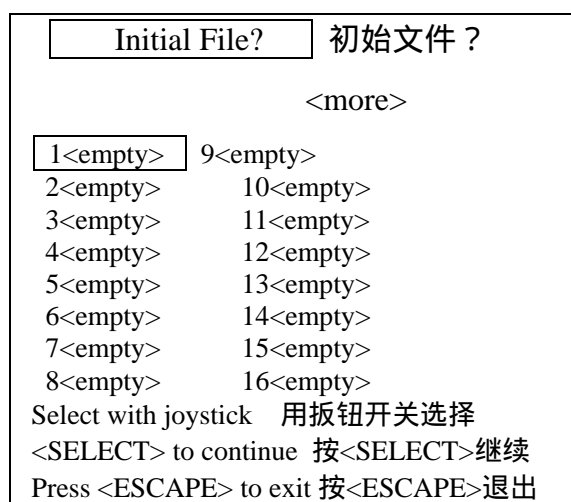 Initial File? 初始文件？
<more>
1<empty> 9<empty>
2<empty> 10<empty>
3<empty> 11<empty>
4<empty> 12<empty>
5<empty> 13<empty>
6<empty> 14<empty>
7<empty> 15<empty>
8<empty> 16<empty>
Select with joystick 用扳钮开关选择
<SELECT> to continue 按<SELECT>继续
Press <ESCAPE> to exit 按<ESCAPE>退出